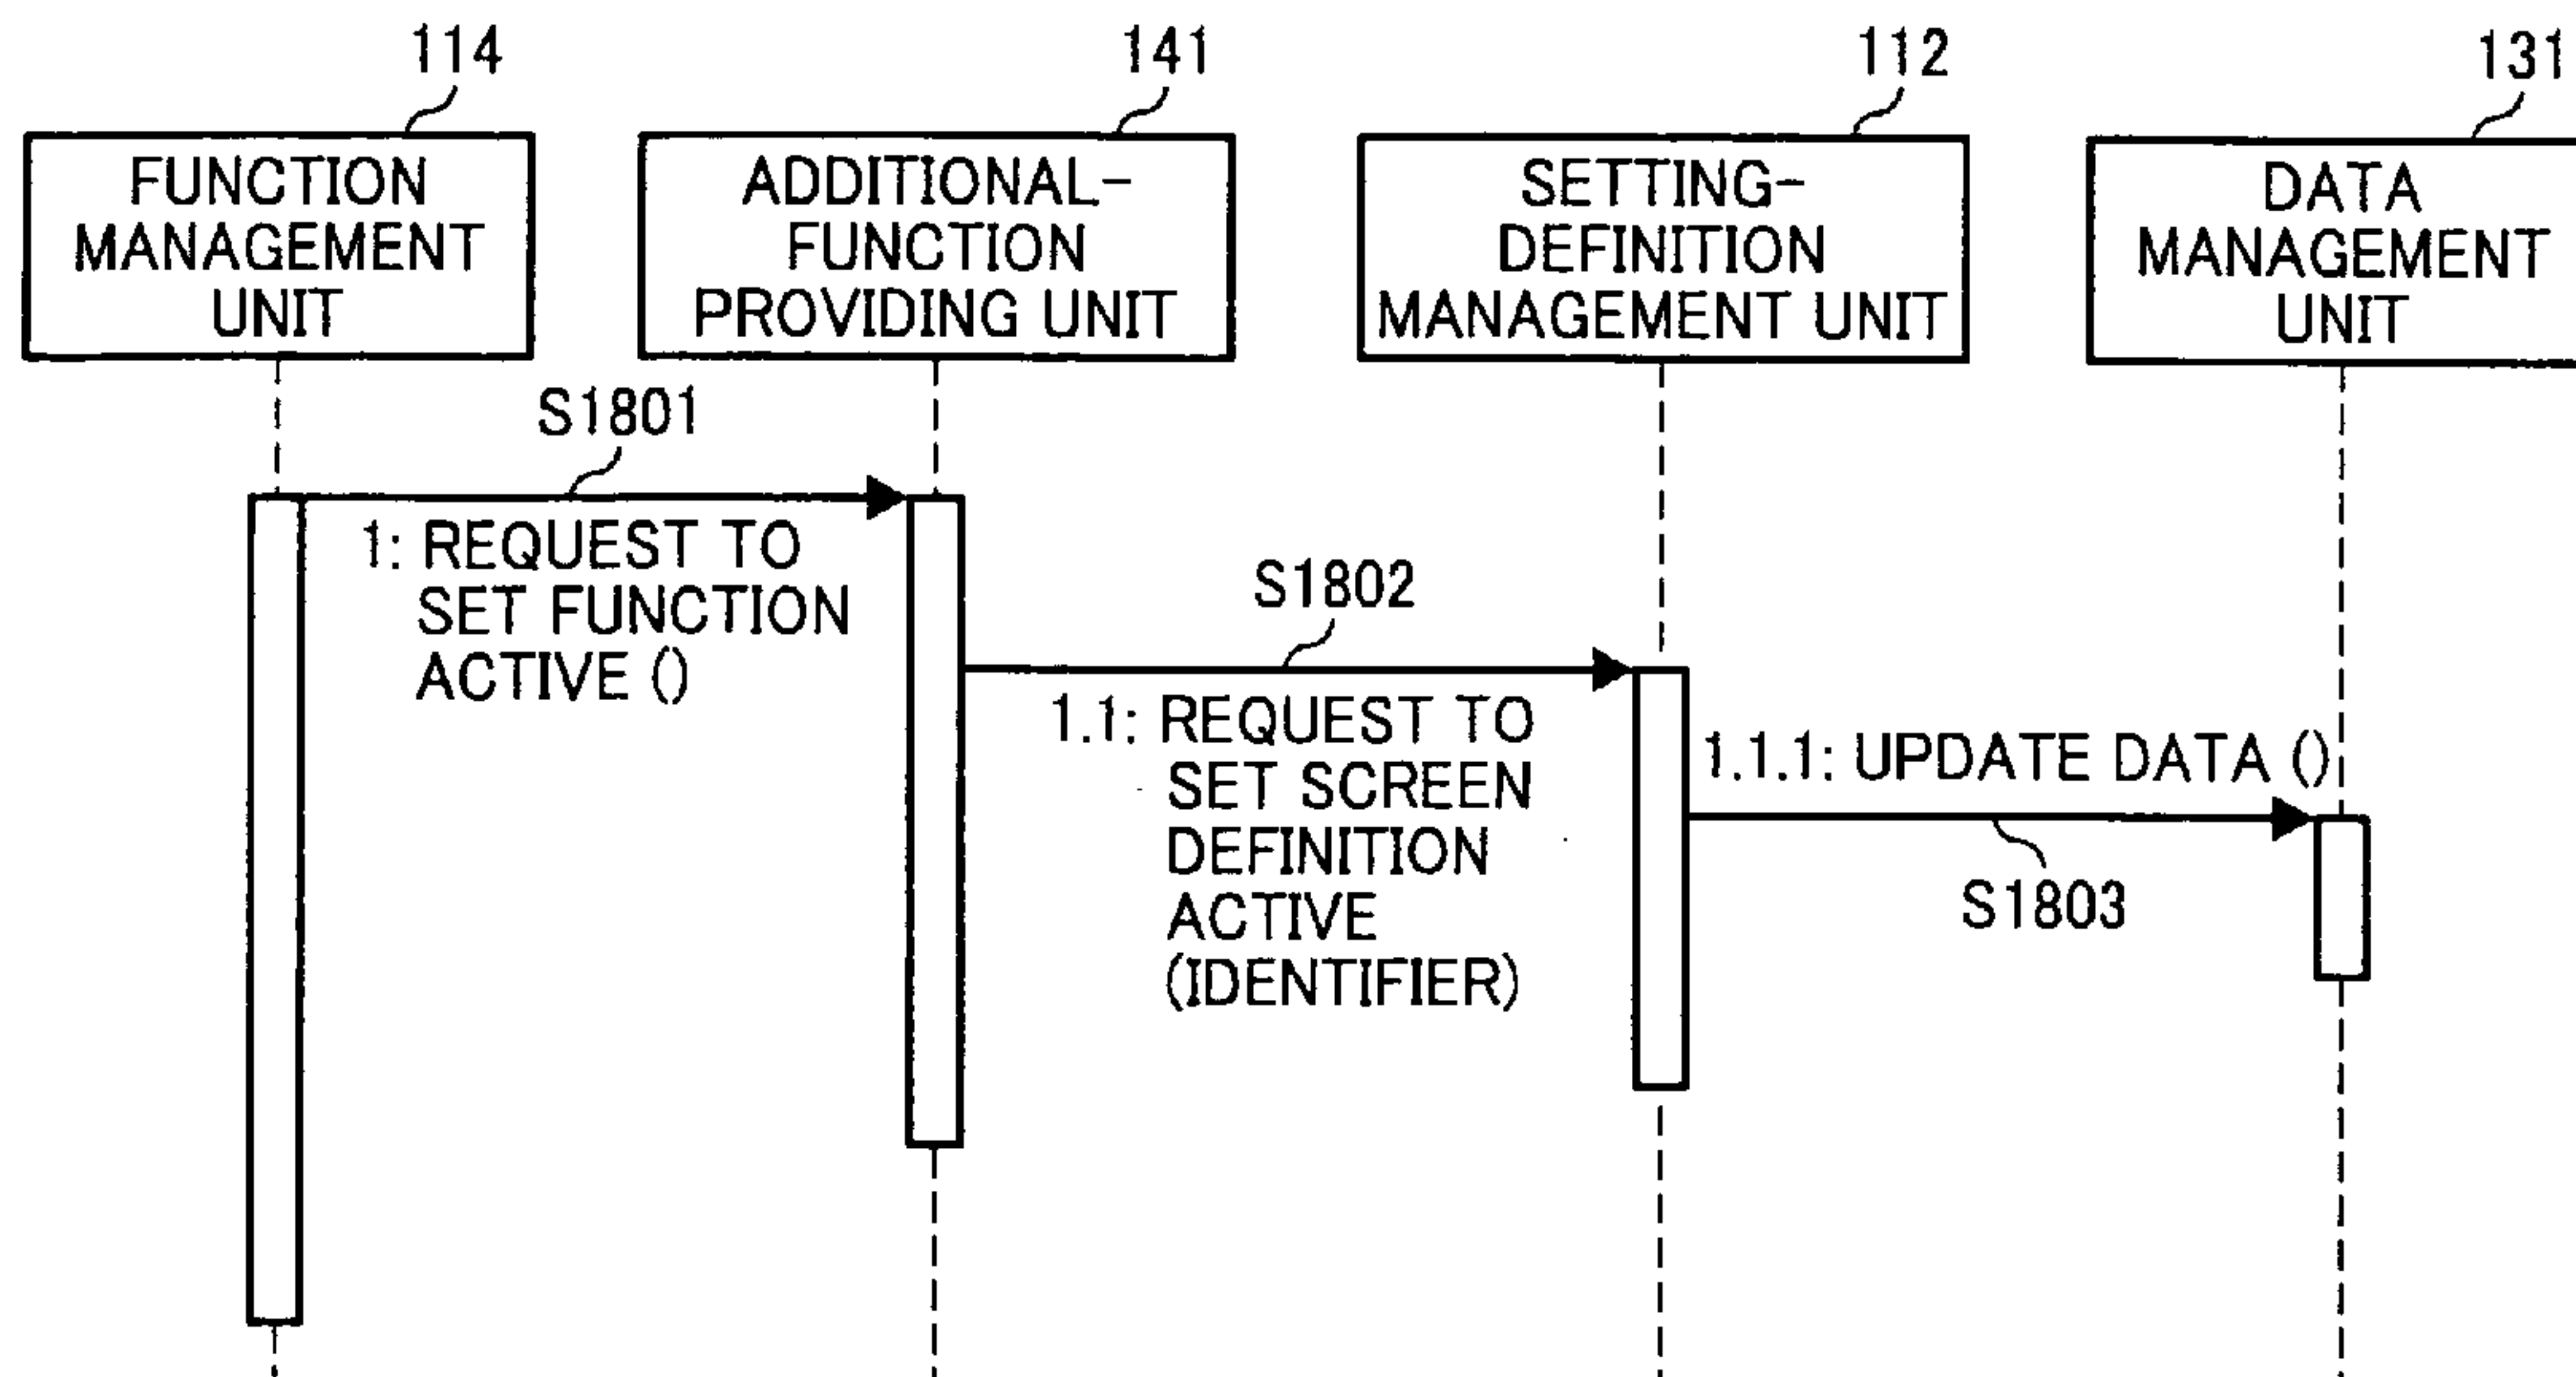 114
141
112
131
FUNCTION
MANAGEMENT
UNIT
ADDITIONAL-
FUNCTION
PROVIDING UNIT
SETTING-
DEFINITION
MANAGEMENT UNIT
DATA
MANAGEMENT
UNIT
S1801
1: REQUEST TO
SET FUNCTION
ACTIVE ()
S1802
1.1: REQUEST TO
SET SCREEN
DEFINITION
ACTIVE
(IDENTIFIER)
1.1.1: UPDATE DATA ()
S1803